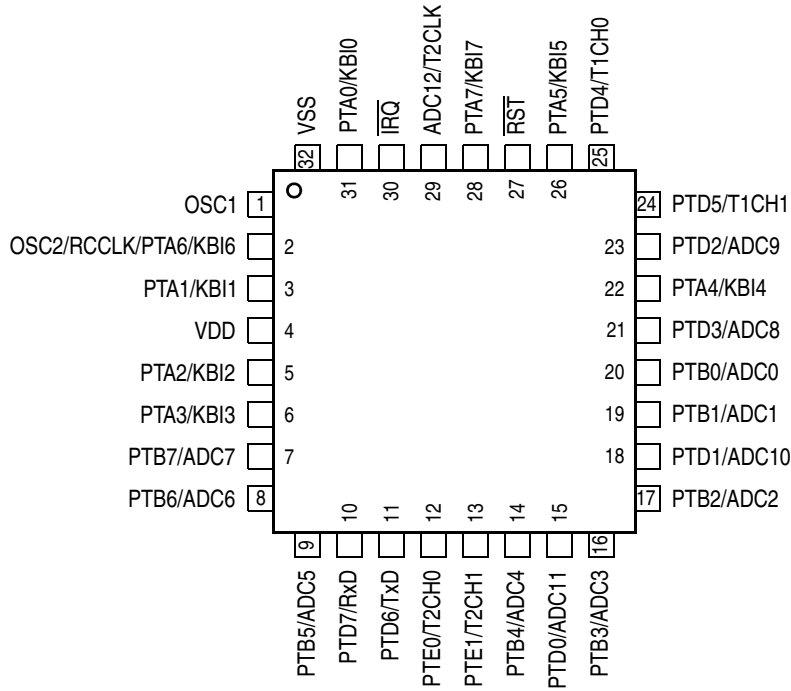 VSS
PTA0/KBI0
IRQ
ADC12/T2CLK
PTA7/KBI7
RST
PTA5/KBI5
PTD4/T1CH0
32
31
30
29
28
27
26
25
OSC1 1
OSC2/RCCLK/PTA6/KBI6 2
PTA1/KBI1 3
VDD 4
PTA2/KBI2 5
PTA3/KBI3 6
PTB7/ADC7 7
PTB6/ADC6 8
24 PTD5/T1CH1
23 PTD2/ADC9
22 PTA4/KBI4
21 PTD3/ADC8
20 PTB0/ADC0
19 PTB1/ADC1
18 PTD1/ADC10
17 PTB2/ADC2
9
10
11
12
13
14
15
16
PTB5/ADC5
PTD7/RxD
PTD6/TxD
PTE0/T2CH0
PTE1/T2CH1
PTB4/ADC4
PTD0/ADC11
PTB3/ADC3